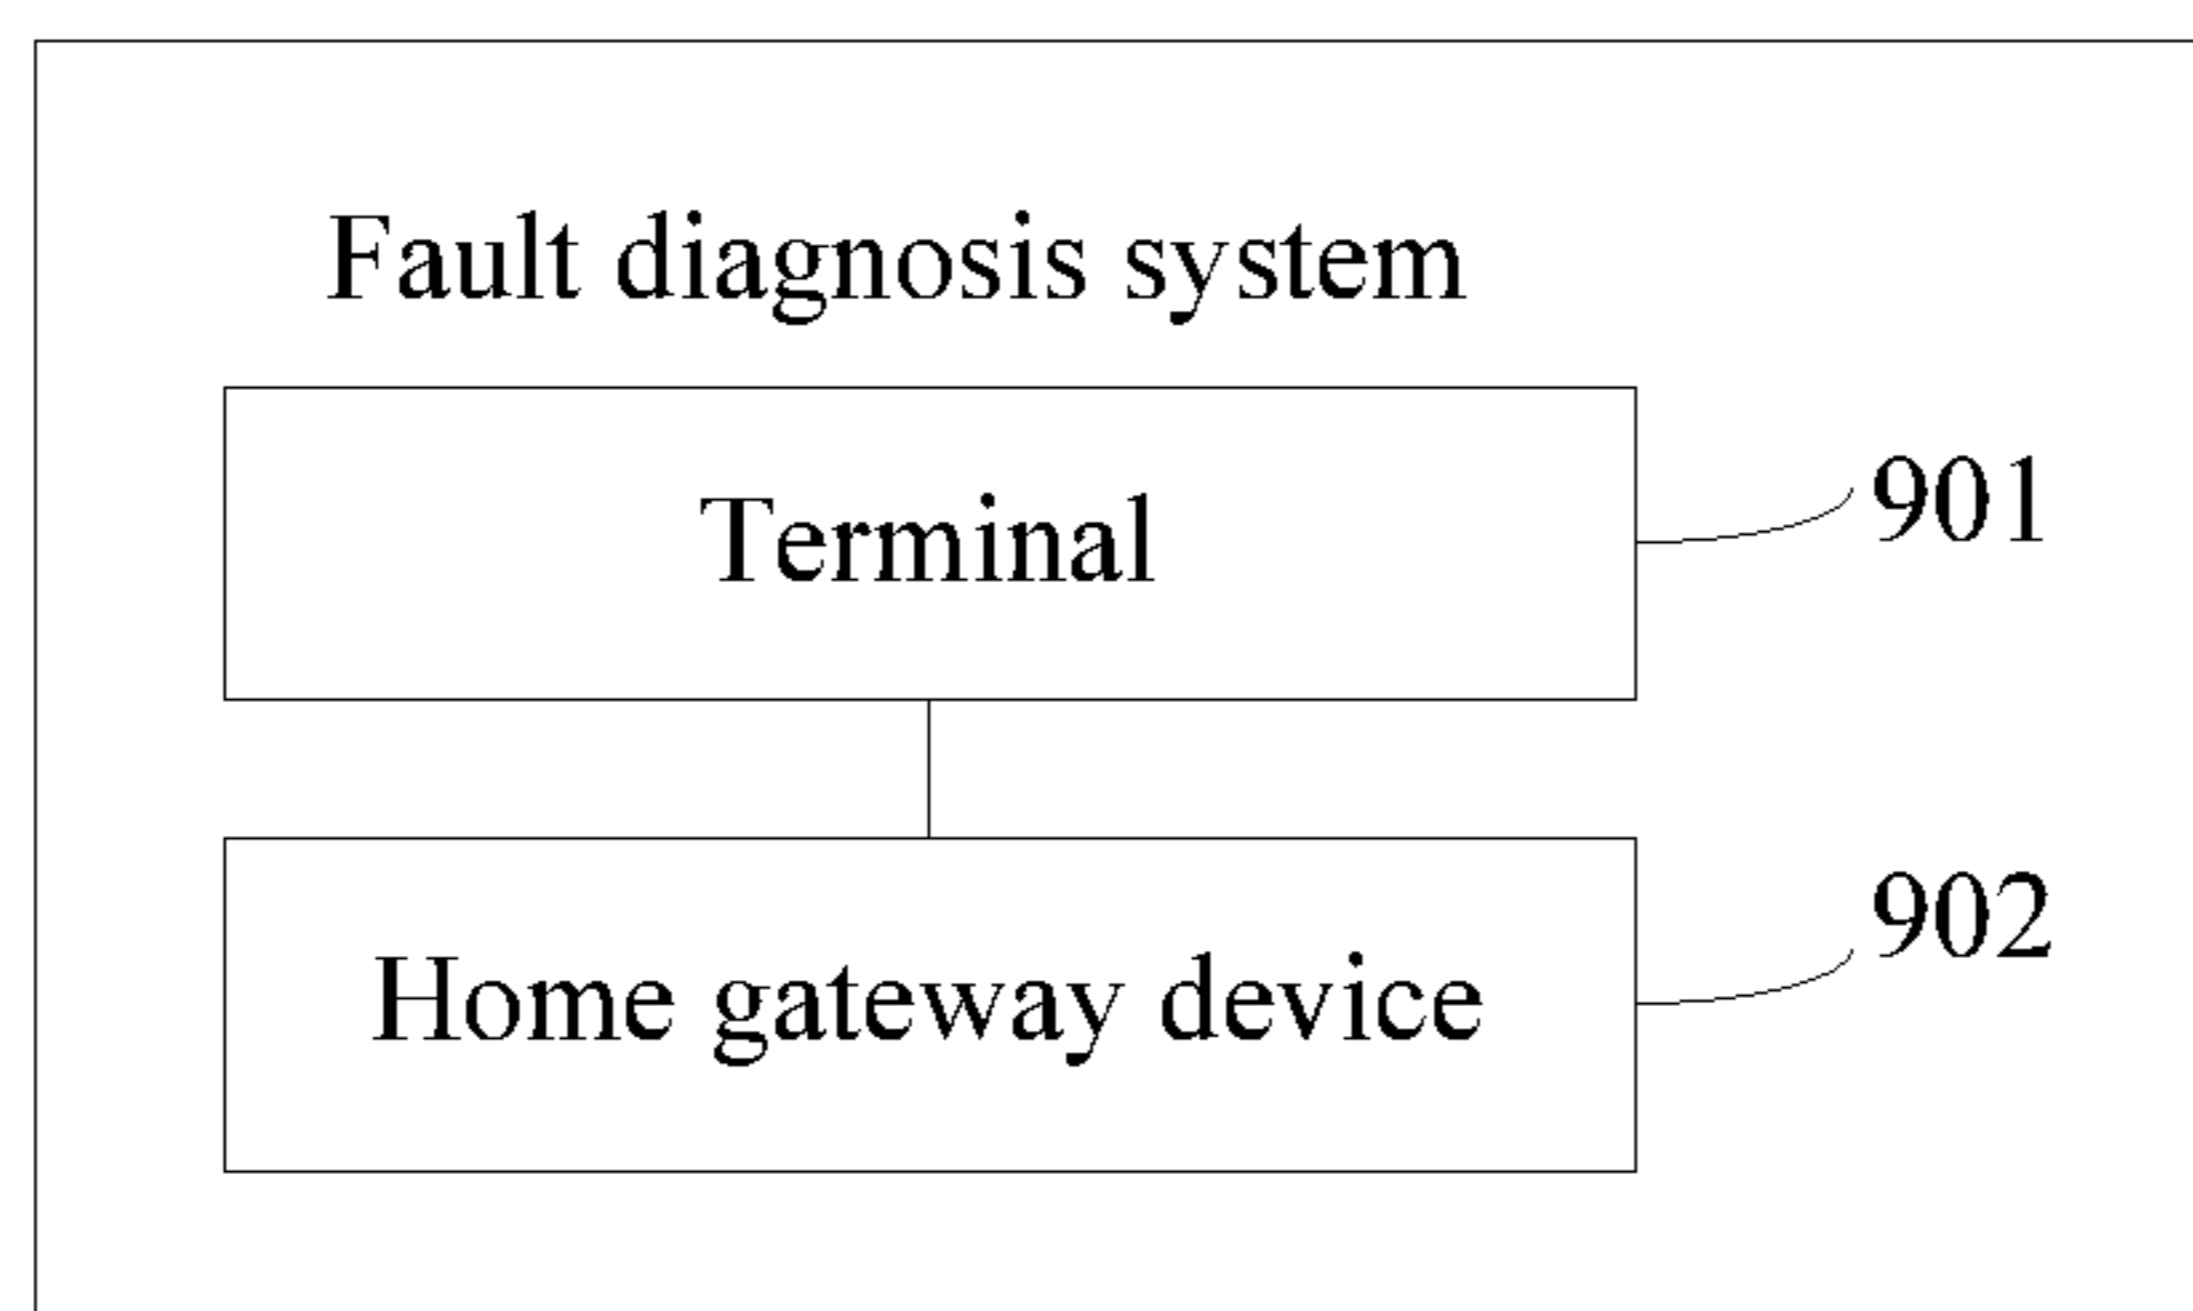 Fault diagnosis system
Terminal
901
Home gateway device
902